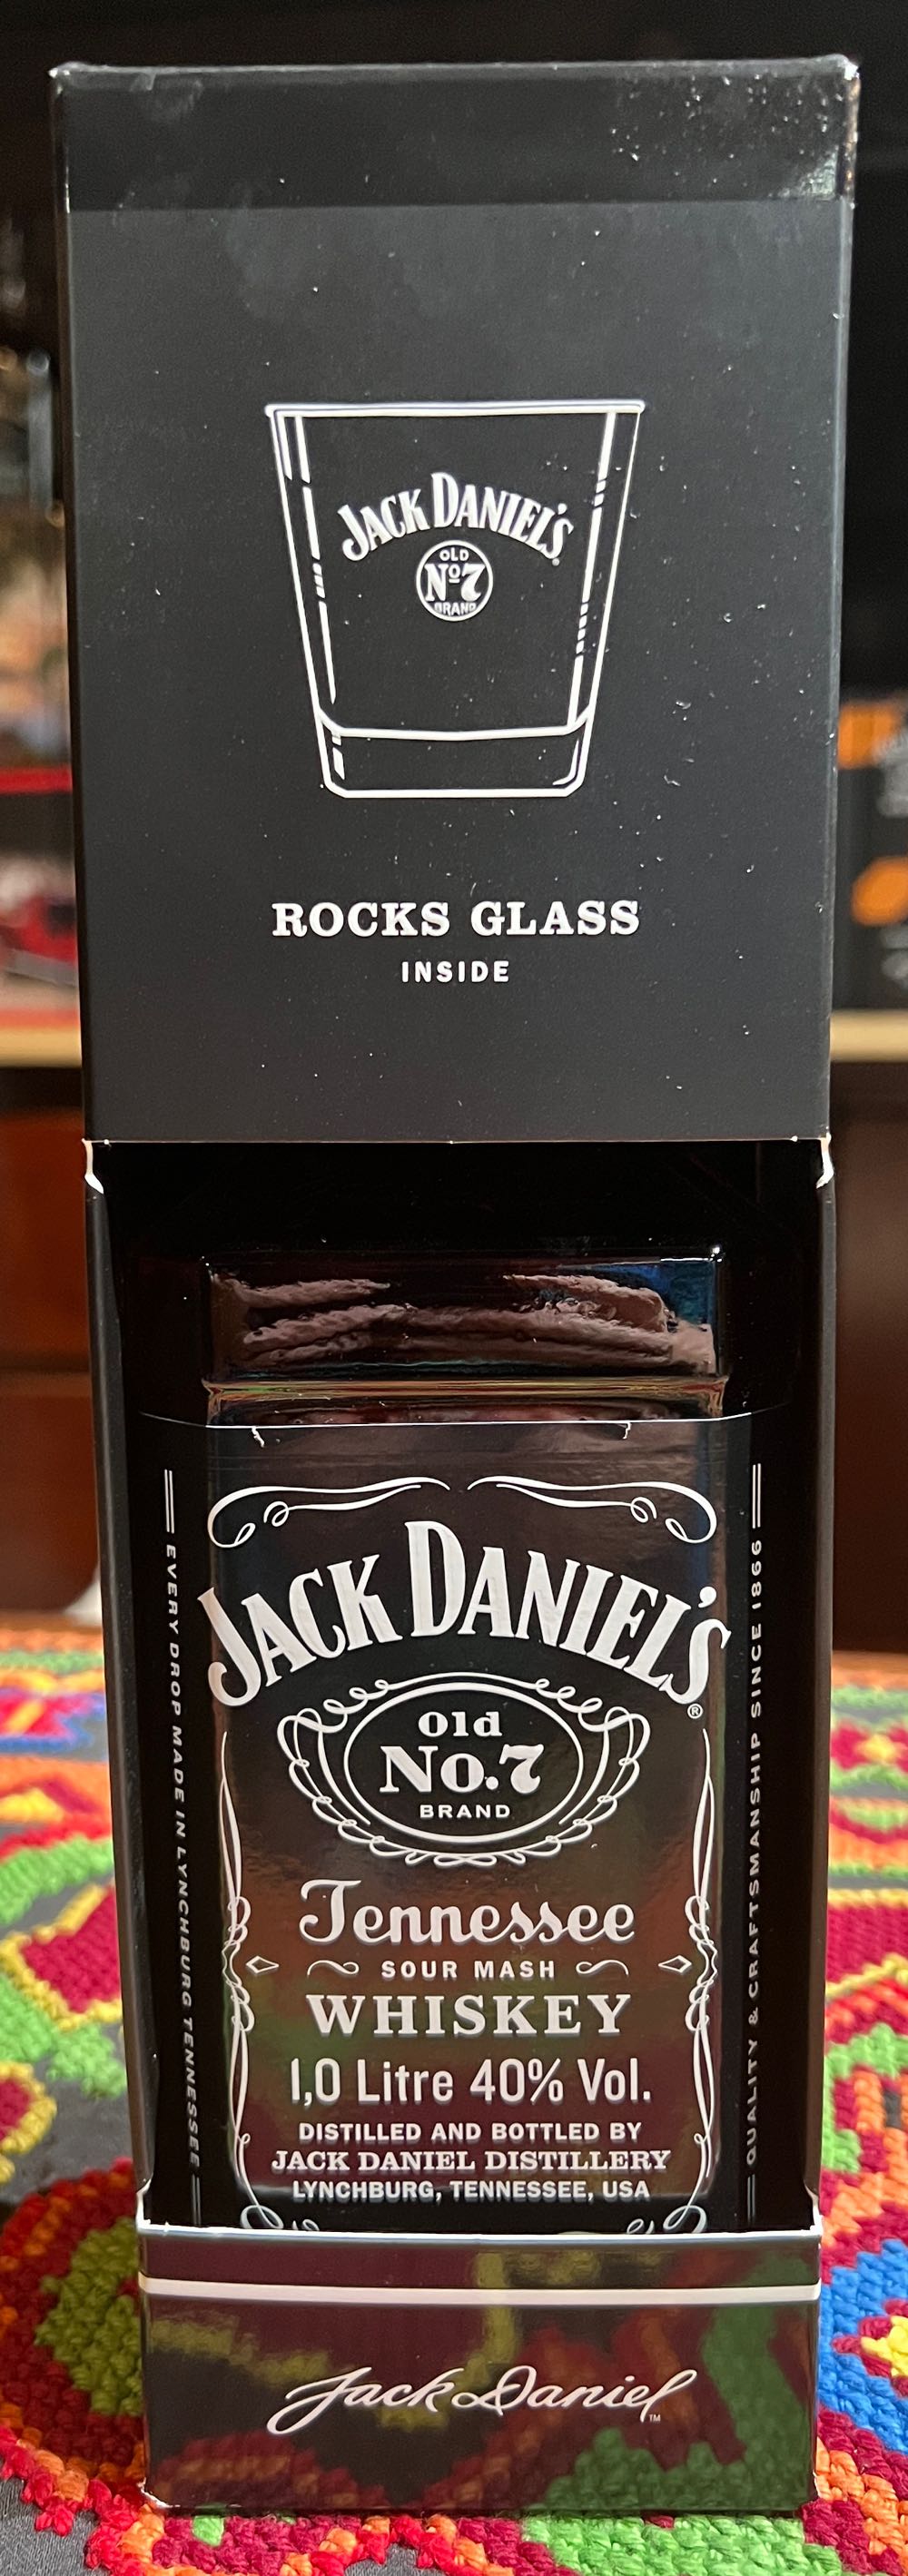 JACK DANIEL'S
OLD
Nº7
BRAND
ROCKS GLASS
INSIDE
EVERY DROP MADE IN LYNCHBURG TENNESSEE
JACK DANIEL'S®
Old
No.7
BRAND
Tennessee
SOUR MASH
WHISKEY
1,0 Litre 40% Vol.
DISTILLED AND BOTTLED BY
JACK DANIEL DISTILLERY
LYNCHBURG, TENNESSEE, USA
QUALITY & CRAFTSMANSHIP SINCE 1866
Jack Daniel™